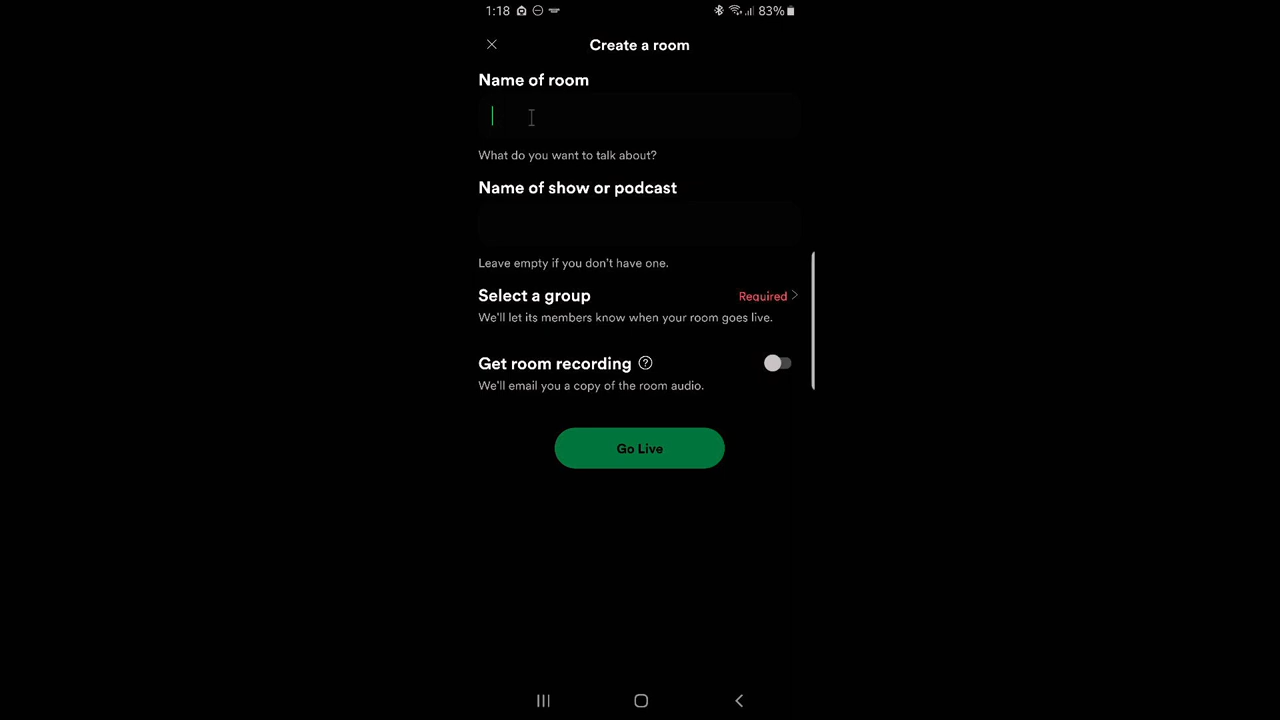 1:18 83%
Create a room
Name of room
What do you want to talk about?
Name of show or podcast
Leave empty if you don't have one.
Select a group Required
We'll let its members know when your room goes live.
Get room recording
We'll email you a copy of the room audio.
Go Live